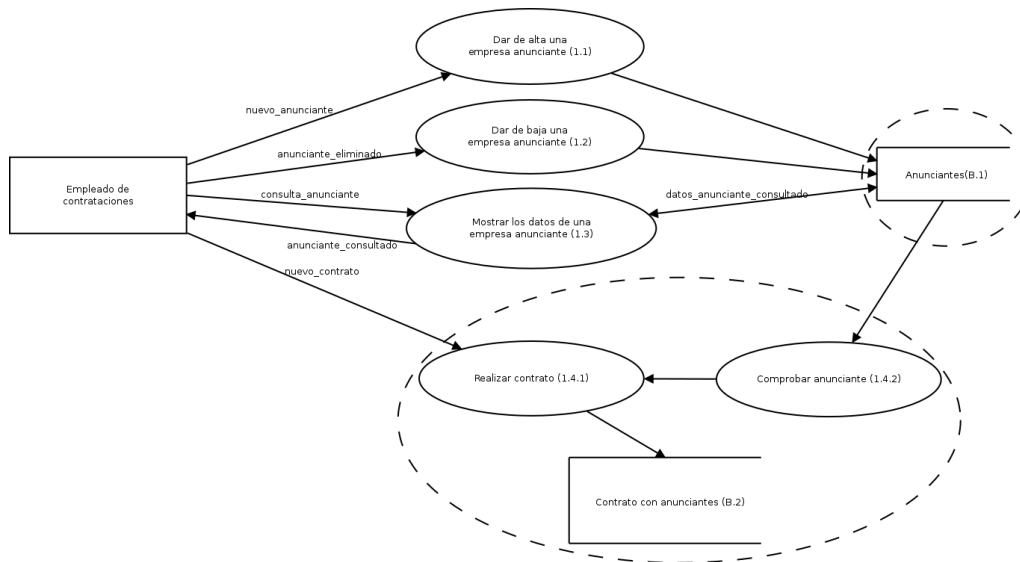 Dar de alta una
empresa anunciante (1.1)
nuevo_anunciante
Dar de baja una
empresa anunciante (1.2)
anunciante_eliminado
Anunciantes(B.1)
Empleado de
contrataciones
consulta_anunciante
datos_anunciante_consultado
Mostrar los datos de una
empresa anunciante (1.3)
anunciante_consultado
nuevo_contrato
Realizar contrato (1.4.1)
Comprobar anunciante (1.4.2)
Contrato con anunciantes (B.2)